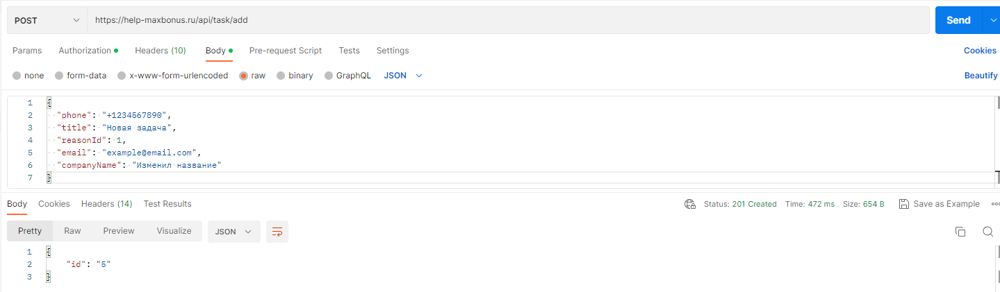 POST https://help-maxbonus.ru/api/task/add Send
Params Authorization Headers (10) Body Pre-request Script Tests Settings Cookies
none form-data x-www-form-urlencoded raw binary GraphQL JSON Beautify
1 {
2 "phone": "+1234567890",
3 "title": "Новая задача",
4 "reasonId": 1,
5 "email": "example@email.com",
6 "companyName": "Изменил название"
7 }
Body Cookies Headers (14) Test Results Status: 201 Created Time: 472 ms Size: 654 B Save as Example
Pretty Raw Preview Visualize JSON
1 {
2 "id": "5"
3 }